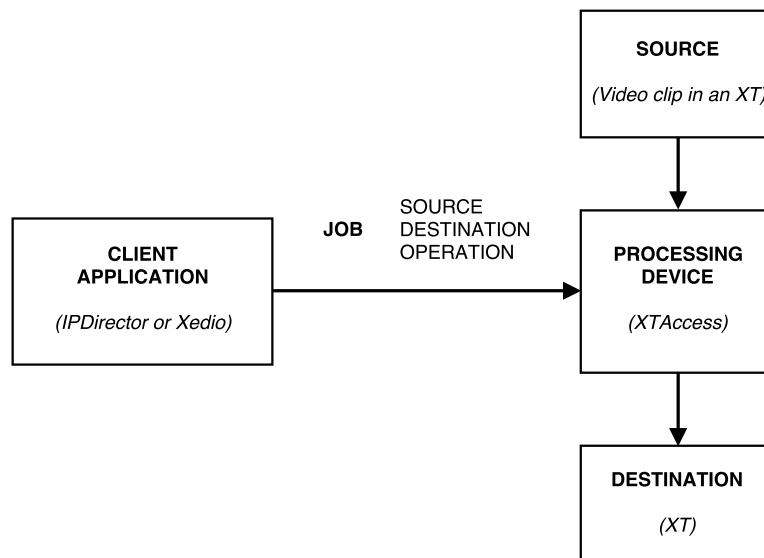 SOURCE
(Video clip in an XT)
JOB
SOURCE
DESTINATION
OPERATION
CLIENT
APPLICATION
(IPDirector or Xedio)
PROCESSING
DEVICE
(XTAccess)
DESTINATION
(XT)